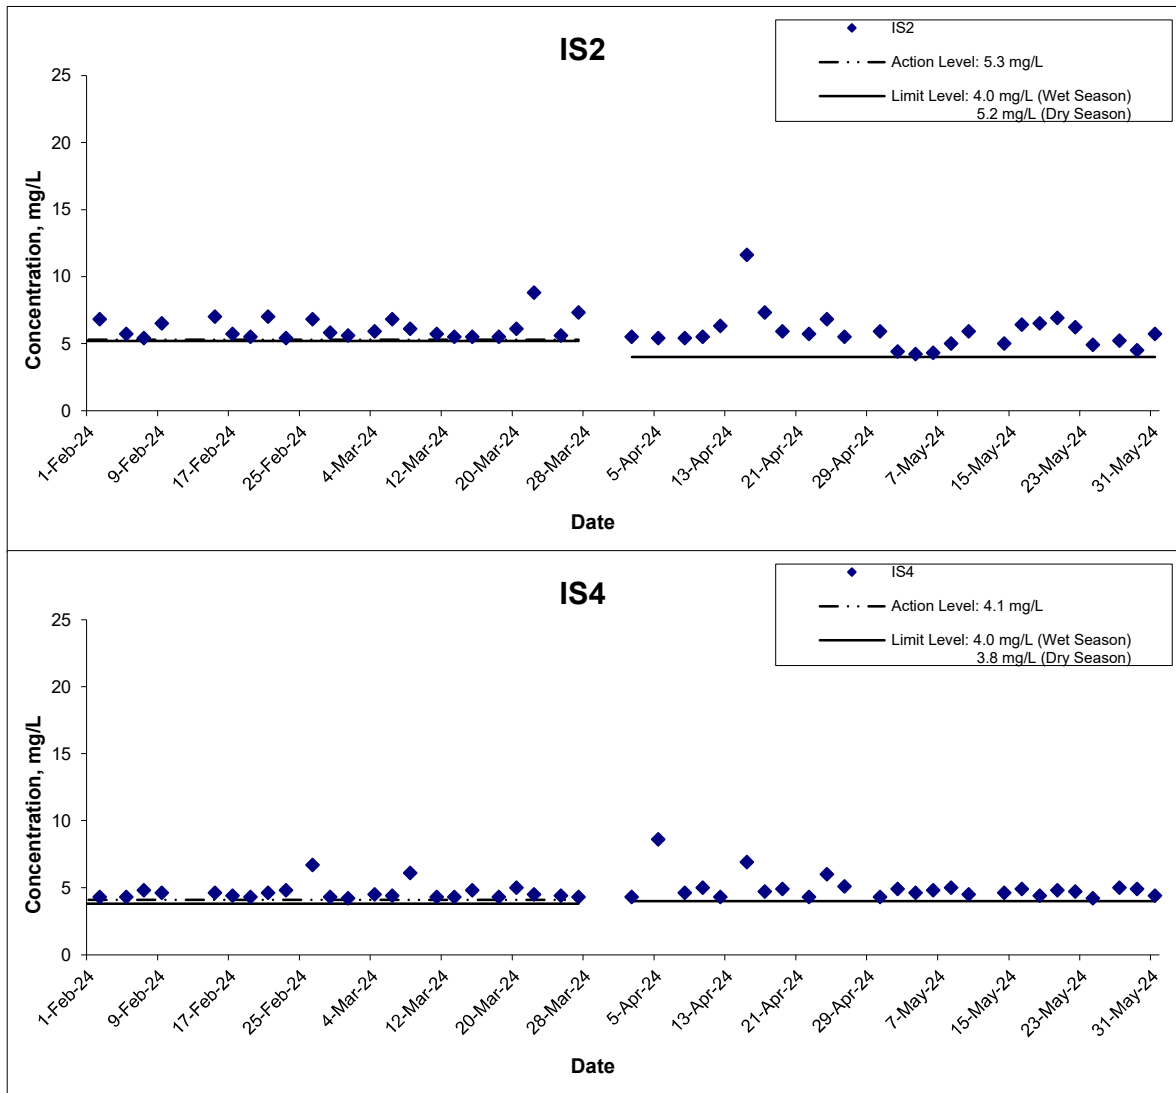 IS2
IS2
Action Level: 5.3 mg/L
Limit Level: 4.0 mg/L (Wet Season)
5.2 mg/L (Dry Season)
Concentration, mg/L
25
20
15
10
5
0
1-Feb-24
9-Feb-24
17-Feb-24
25-Feb-24
4-Mar-24
12-Mar-24
20-Mar-24
28-Mar-24
5-Apr-24
13-Apr-24
21-Apr-24
29-Apr-24
7-May-24
15-May-24
23-May-24
31-May-24
Date
IS4
IS4
Action Level: 4.1 mg/L
Limit Level: 4.0 mg/L (Wet Season)
3.8 mg/L (Dry Season)
Concentration, mg/L
25
20
15
10
5
0
1-Feb-24
9-Feb-24
17-Feb-24
25-Feb-24
4-Mar-24
12-Mar-24
20-Mar-24
28-Mar-24
5-Apr-24
13-Apr-24
21-Apr-24
29-Apr-24
7-May-24
15-May-24
23-May-24
31-May-24
Date